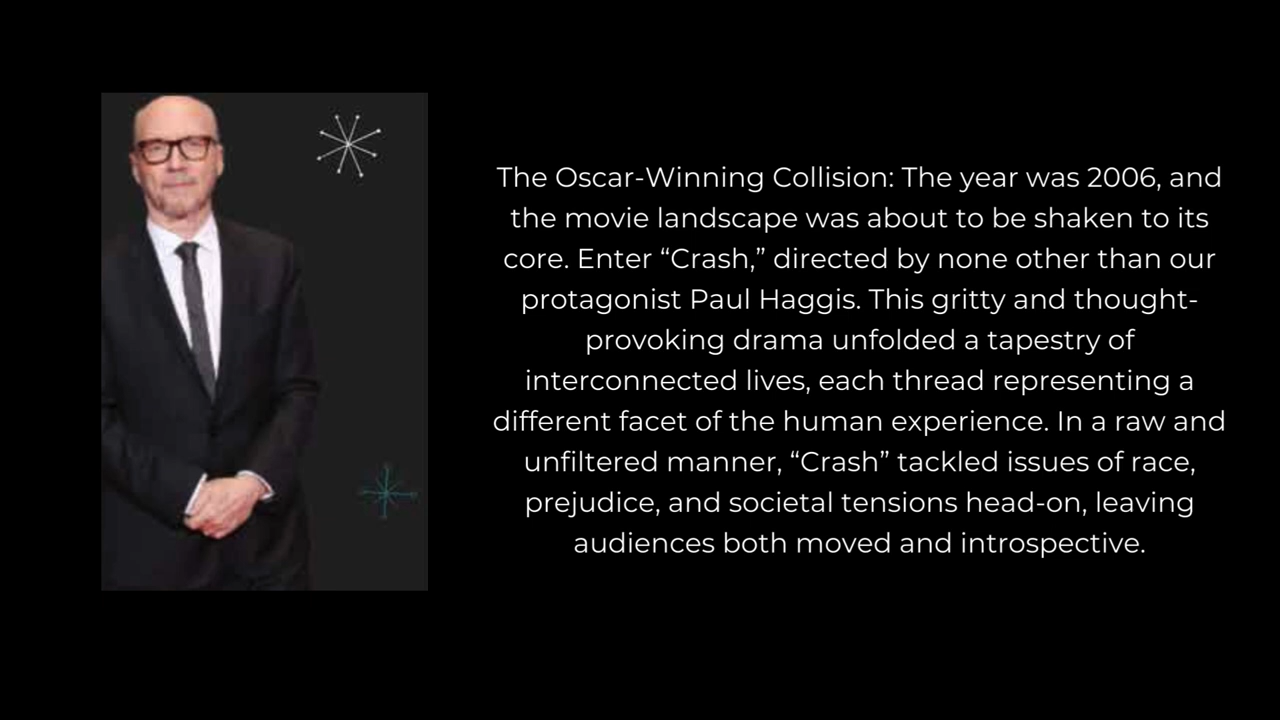 The Oscar-Winning Collision: The year was 2006, and
the movie landscape was about to be shaken to its
core. Enter “Crash,” directed by none other than our
protagonist Paul Haggis. This gritty and thought-
provoking drama unfolded a tapestry of
interconnected lives, each thread representing a
different facet of the human experience. In a raw and
unfiltered manner, “Crash” tackled issues of race,
prejudice, and societal tensions head-on, leaving
audiences both moved and introspective.